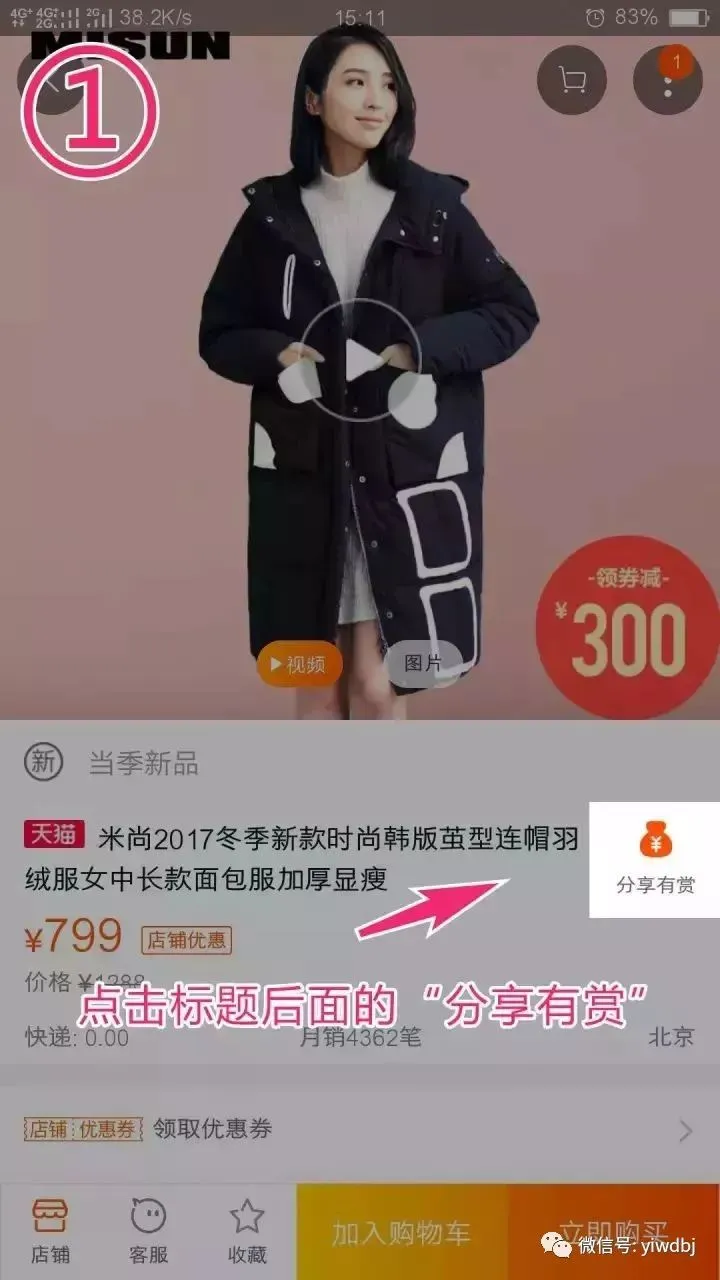 4G+ 2G 4G+ 2G 2G 38.2K/s 15:11 83%
MISUN
1
①
-领券减-
¥300
视频 图片
新 当季新品
天猫 米尚2017冬季新款时尚韩版茧型连帽羽
绒服女中长款面包服加厚显瘦
¥
分享有赏
¥799 店铺优惠
价格 ¥1288
点击标题后面的“分享有赏”
快递: 0.00 月销4362笔 北京
店铺 优惠券 领取优惠券
店铺 客服 收藏 加入购物车 立即购买
微信号: yiwdbj